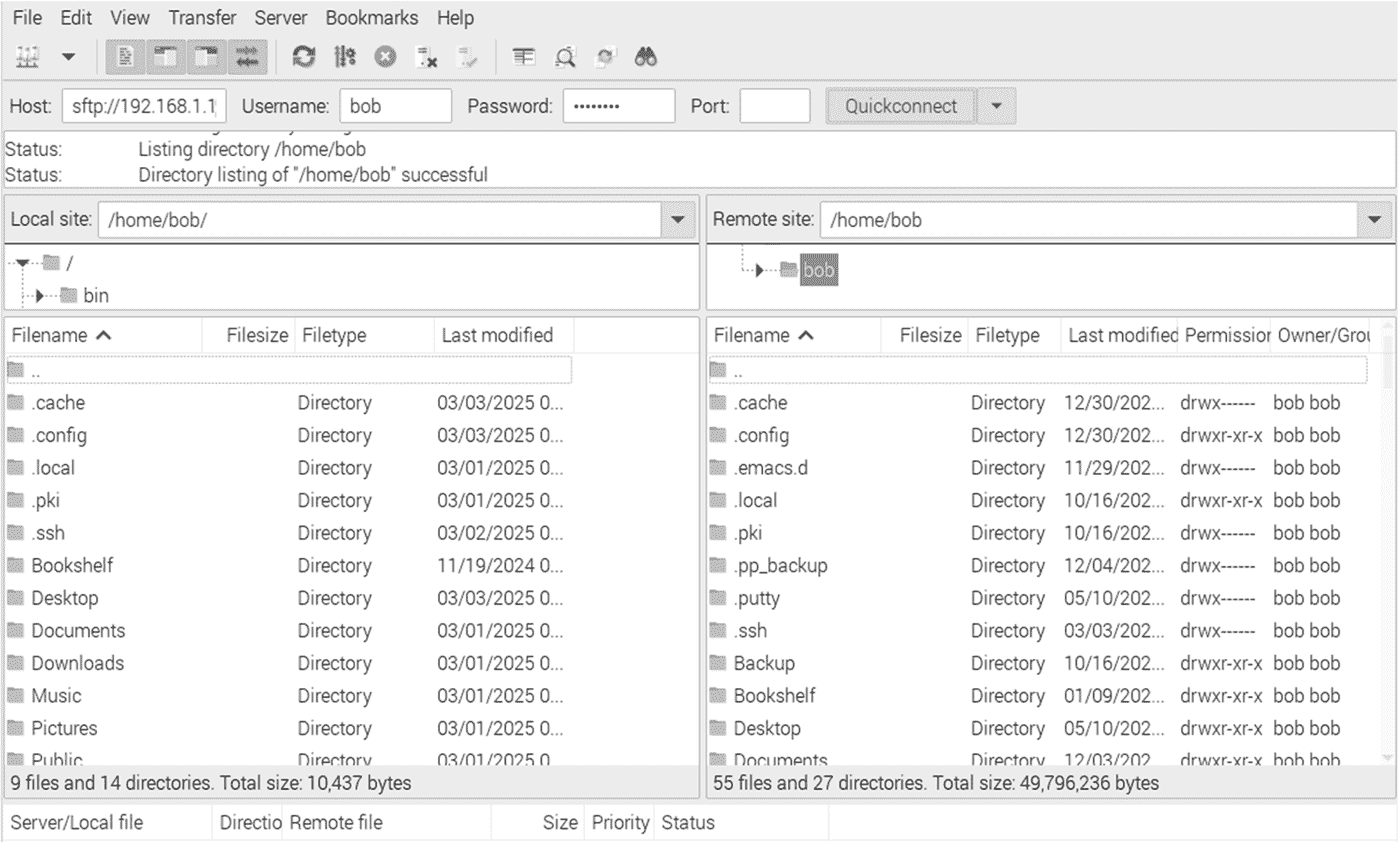 File Edit View Transfer Server Bookmarks Help
Host: sftp://192.168.1.1 Username: bob Password: •••••••• Port: Quickconnect
Status: Listing directory /home/bob
Status: Directory listing of "/home/bob" successful
Local site: /home/bob/
/
bin
Filename Filesize Filetype Last modified
..
.cache Directory 03/03/2025 0...
.config Directory 03/03/2025 0...
.local Directory 03/01/2025 0...
.pki Directory 03/01/2025 0...
.ssh Directory 03/02/2025 0...
Bookshelf Directory 11/19/2024 0...
Desktop Directory 03/03/2025 0...
Documents Directory 03/01/2025 0...
Downloads Directory 03/01/2025 0...
Music Directory 03/01/2025 0...
Pictures Directory 03/01/2025 0...
Public Directory 03/01/2025 0...
9 files and 14 directories. Total size: 10,437 bytes
Remote site: /home/bob
bob
Filename Filesize Filetype Last modified Permission Owner/Grou
..
.cache Directory 12/30/202... drwx------ bob bob
.config Directory 12/30/202... drwxr-xr-x bob bob
.emacs.d Directory 11/29/202... drwx------ bob bob
.local Directory 10/16/202... drwxr-xr-x bob bob
.pki Directory 10/16/202... drwx------ bob bob
.pp_backup Directory 12/04/202... drwx------ bob bob
.putty Directory 05/10/202... drwx------ bob bob
.ssh Directory 03/03/202... drwx------ bob bob
Backup Directory 10/16/202... drwxr-xr-x bob bob
Bookshelf Directory 01/09/202... drwxr-xr-x bob bob
Desktop Directory 05/10/202... drwxr-xr-x bob bob
Documents Directory 12/03/202... drwxr-xr-x bob bob
55 files and 27 directories. Total size: 49,796,236 bytes
Server/Local file Directio Remote file Size Priority Status